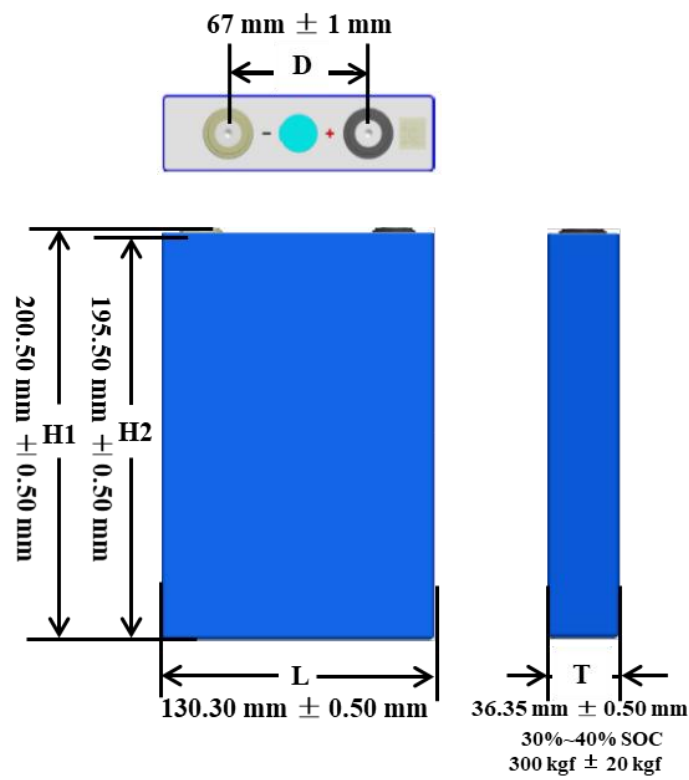 67 mm ± 1 mm
D
- +
200.50 mm ±0.50 mm
H1
195.50 mm ±0.50 mm
H2
L
130.30 mm ± 0.50 mm
T
36.35 mm ± 0.50 mm
30%~40% SOC
300 kgf ± 20 kgf